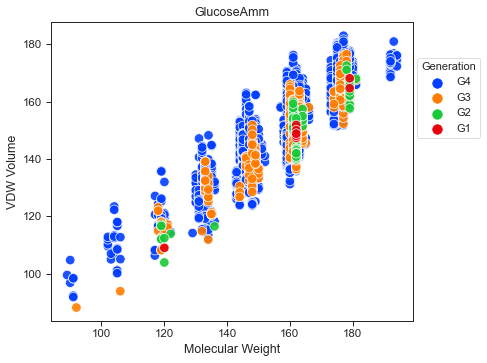 GlucoseAmm
180
160
140
120
100
VDW Volume
100
120
140
160
180
Molecular Weight
Generation
G4
G3
G2
G1